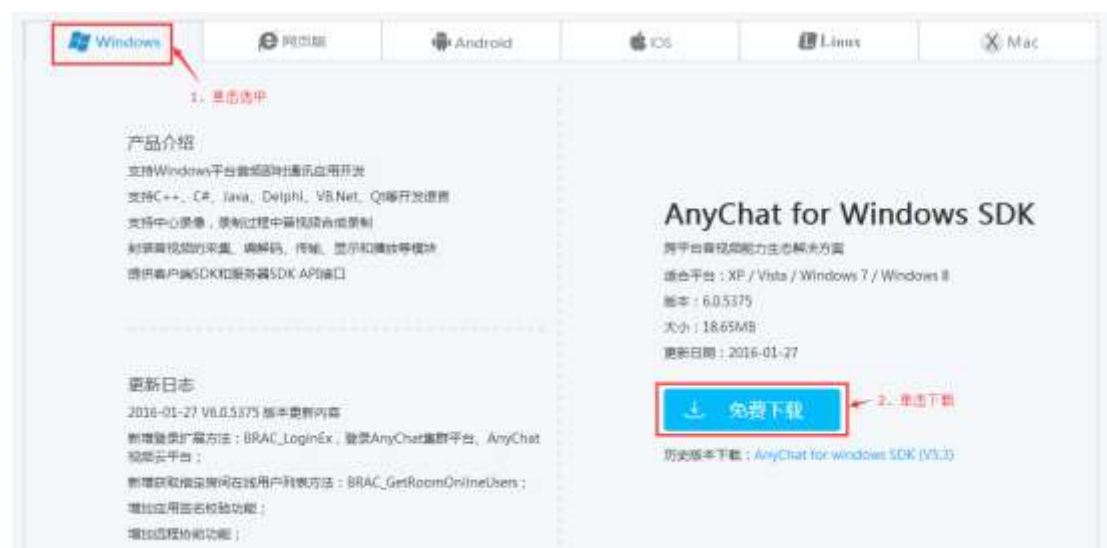 Windows
网页版
Android
iOS
Linux
Mac
1、单击选中
产品介绍
支持Windows平台音视频即时通讯应用开发
支持C++、C#、Java、Delphi、VB.Net、Qt等开发语言
支持中心录像，录制过程中音视频合成录制
封装音视频的采集、编解码、传输、显示和播放等模块
提供客户端SDK和服务器SDK API接口
更新日志
2016-01-27 V6.0.5375 版本更新内容
新增登录扩展方法：BRAC_LoginEx，登录AnyChat集群平台、AnyChat
视频云平台；
新增获取指定房间在线用户列表方法：BRAC_GetRoomOnlineUsers；
增加应用签名校验功能；
增加远程协助功能；
AnyChat for Windows SDK
跨平台音视频能力生态解决方案
适合平台：XP / Vista / Windows 7 / Windows 8
版本：6.0.5375
大小：18.65MB
更新日期：2016-01-27
免费下载
2、单击下载
历史版本下载：AnyChat for windows SDK (V5.3)